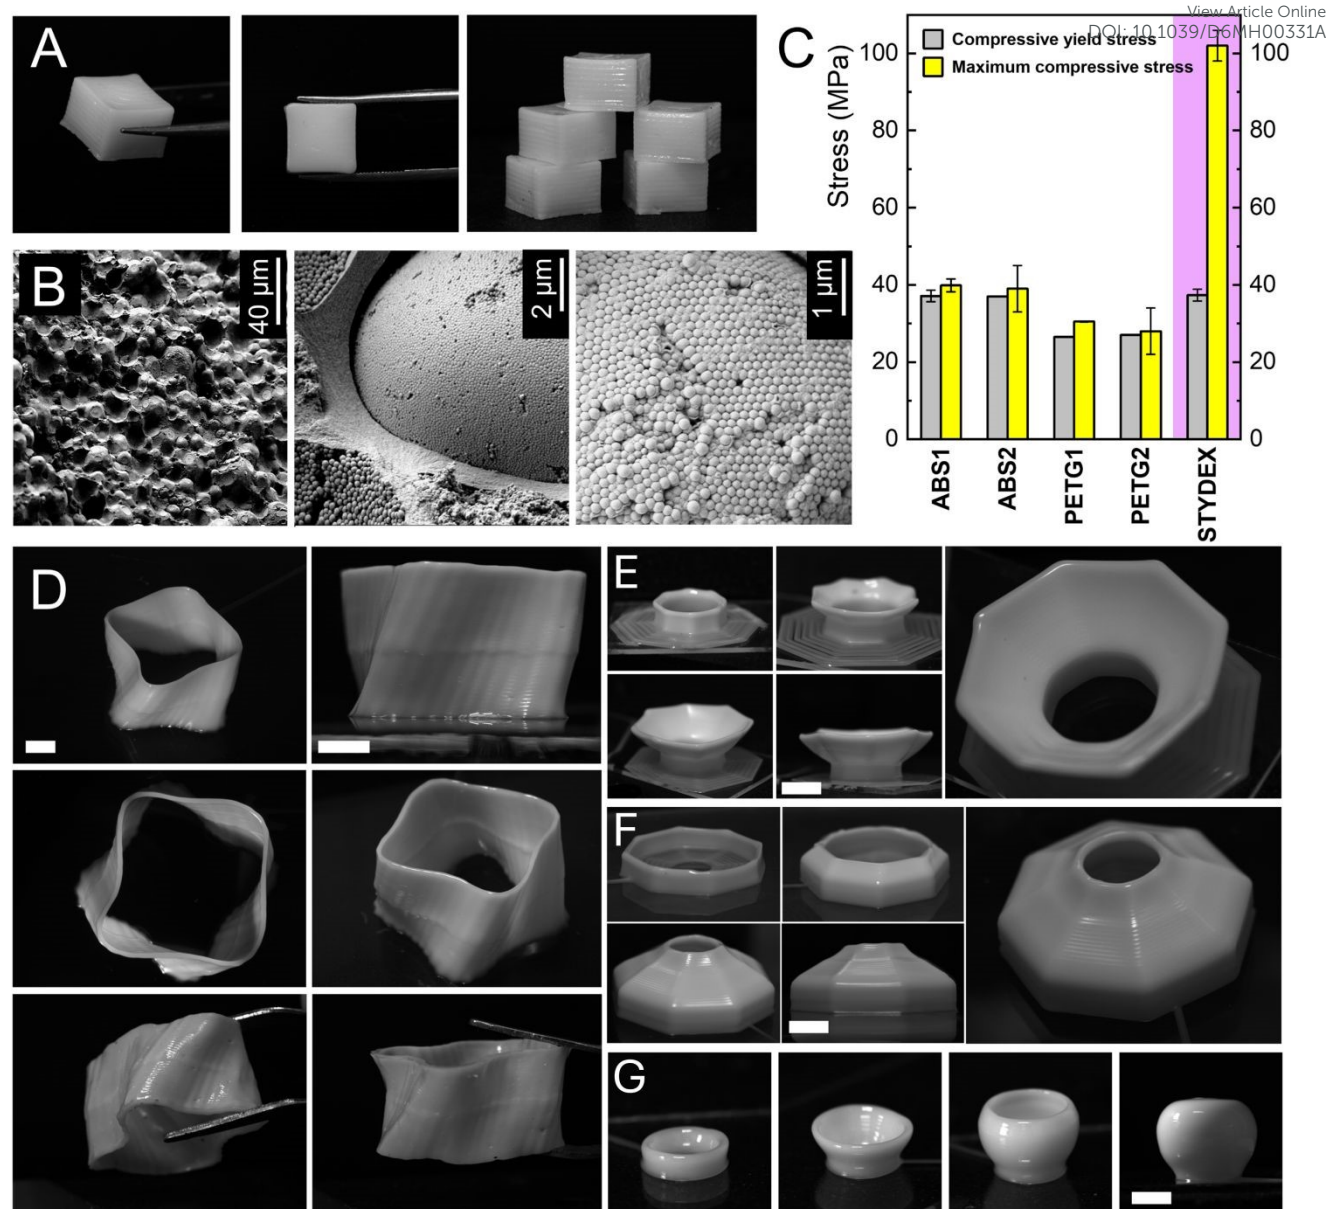 View Article Online
DOI: 10.1039/D6MH00331A
A
B
40 µm
2 µm
1 µm
C
Compressive yield stress
Maximum compressive stress
Stress (MPa)
100
80
60
40
20
0
100
80
60
40
20
0
ABS1
ABS2
PETG1
PETG2
STYDEX
D
E
F
G